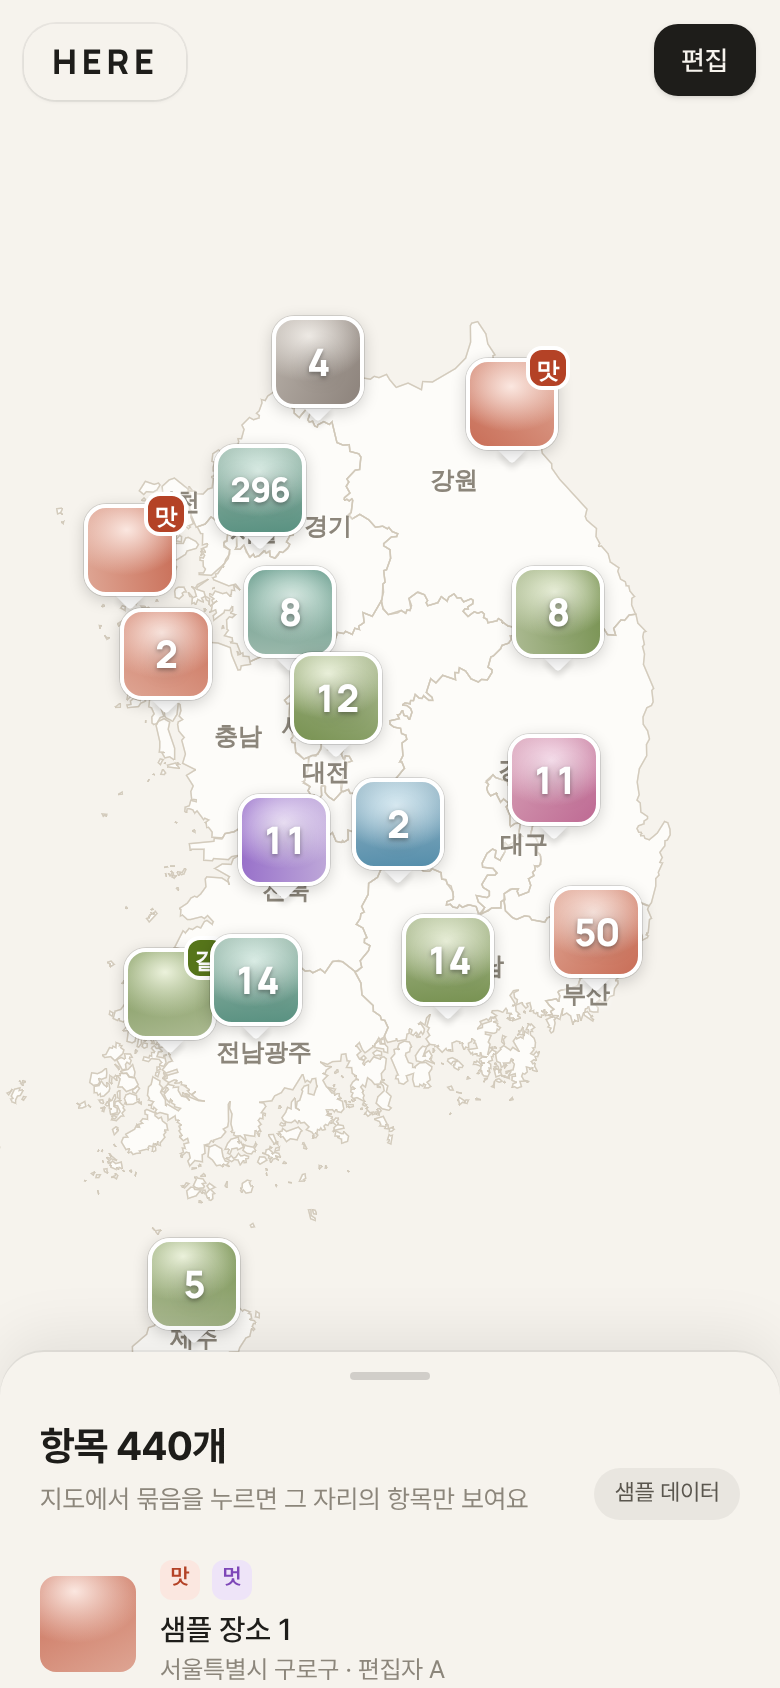 HERE
편집
4
맛
강원
296
경기
맛
8
8
2
12
충남
대전
11
2
11
대구
전북
50
14
14
부산
전남광주
5
제주
항목 440개
지도에서 묶음을 누르면 그 자리의 항목만 보여요
샘플 데이터
맛 멋
샘플 장소 1
서울특별시 구로구 · 편집자 A